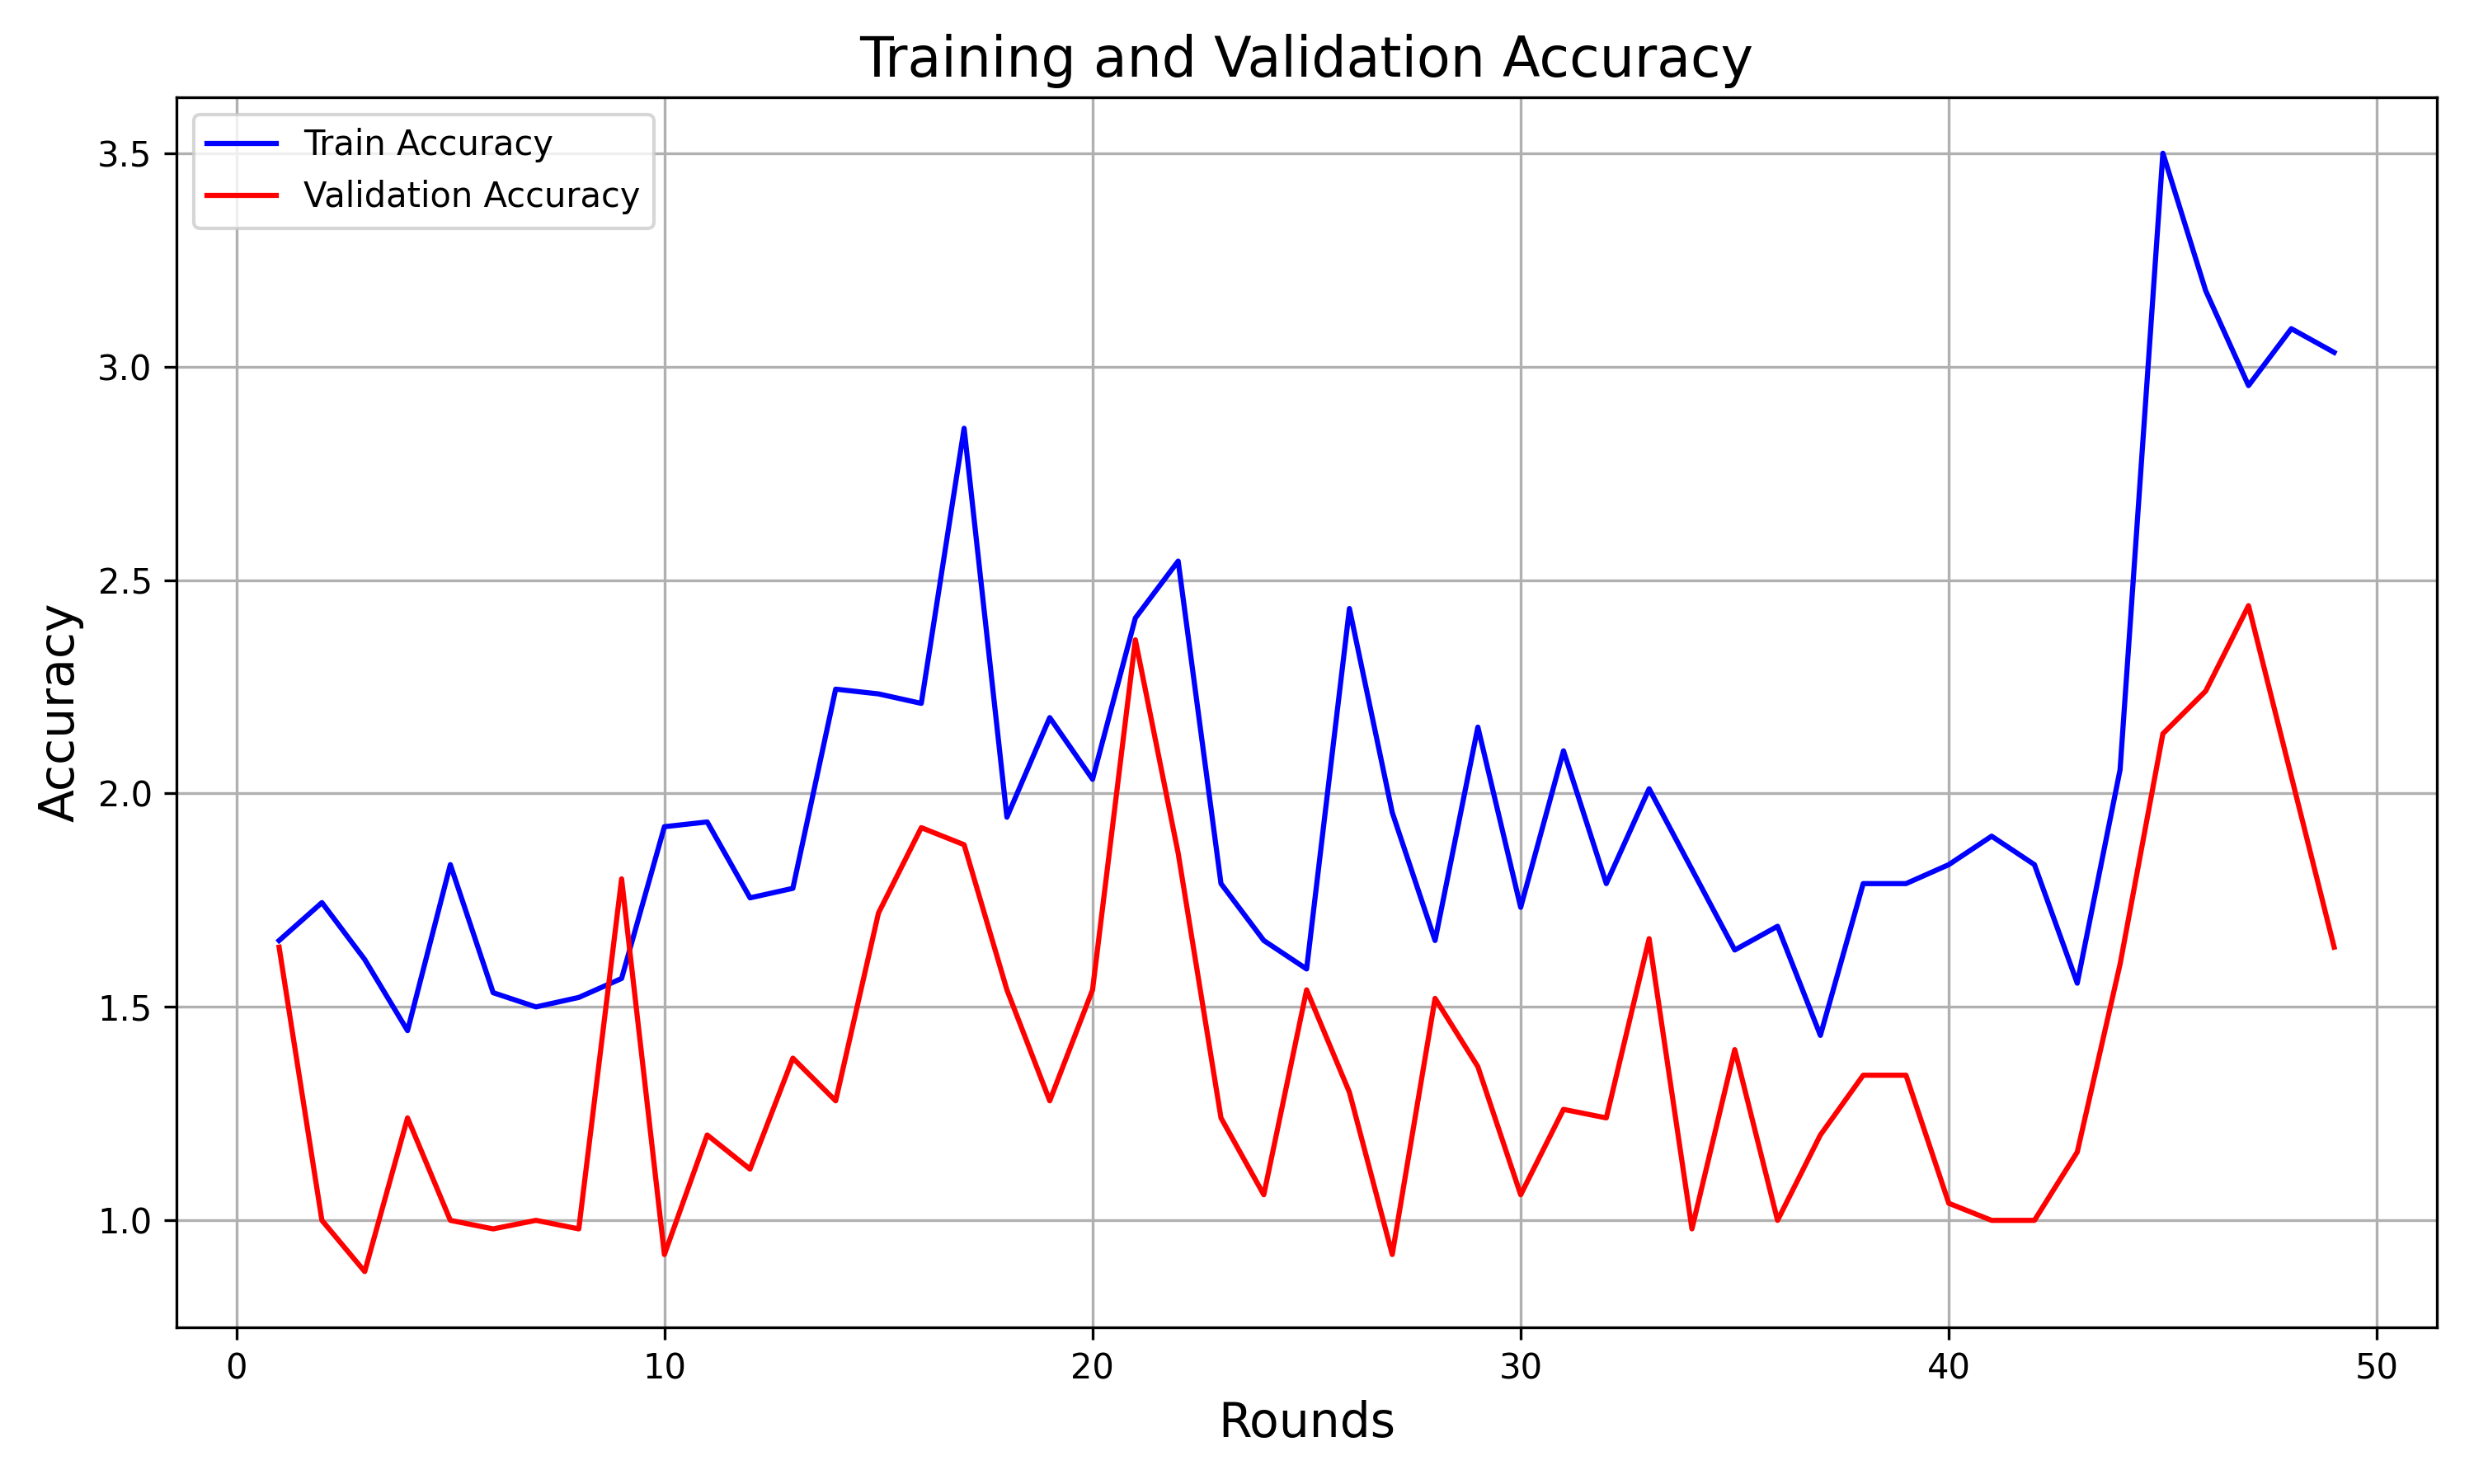 Training and Validation Accuracy
Train Accuracy
Validation Accuracy
3.5
3.0
2.5
2.0
1.5
1.0
Accuracy
0 10 20 30 40 50
Rounds